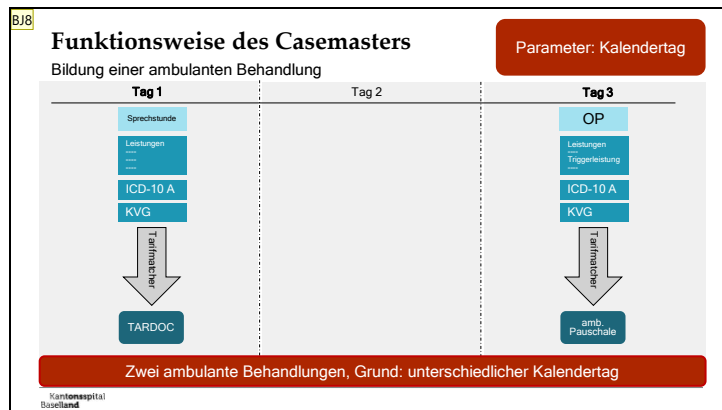 BJ8
Funktionsweise des Casemasters
Bildung einer ambulanten Behandlung
Parameter: Kalendertag
Tag 1
Tag 2
Tag 3
Sprechstunde
OP
Leistungen
----
----
----
Leistungen
----
Triggerleistung
----
ICD-10 A
ICD-10 A
KVG
KVG
Tarifmatcher
Tarifmatcher
TARDOC
amb.
Pauschale
Zwei ambulante Behandlungen, Grund: unterschiedlicher Kalendertag
Kantonsspital
Baselland